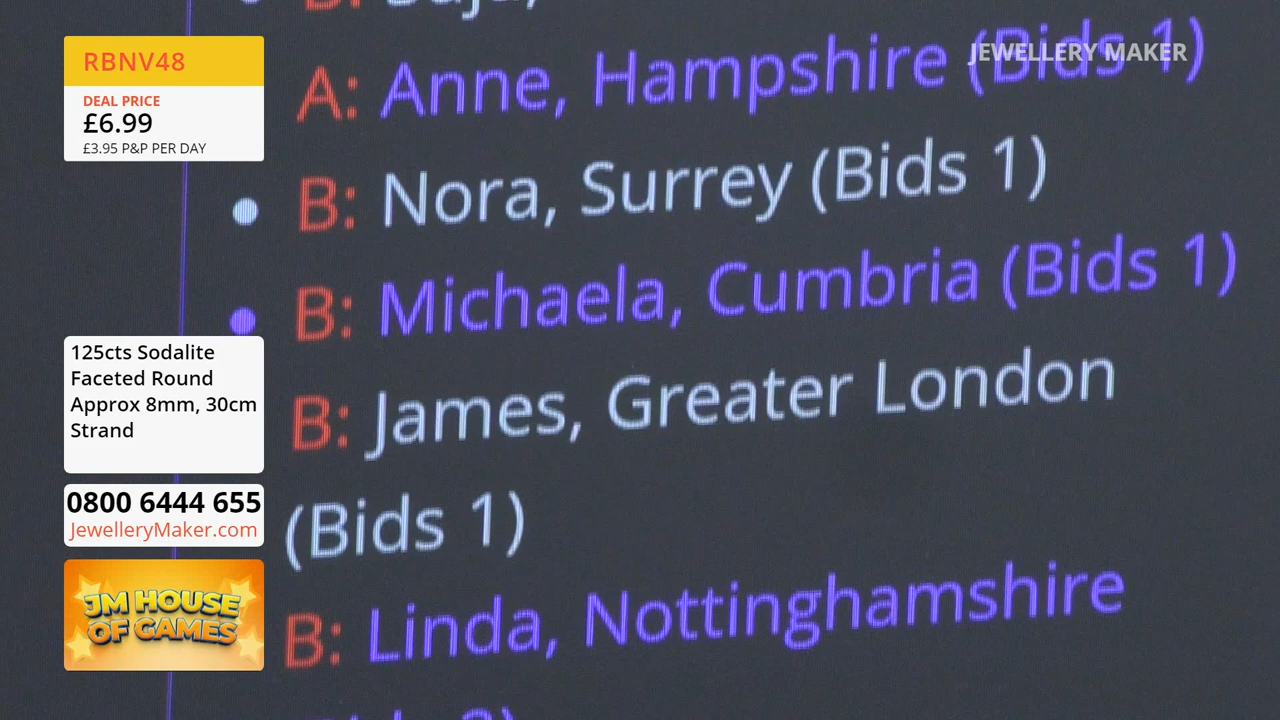 RBNV48
DEAL PRICE
£6.99
£3.95 P&P PER DAY
125cts Sodalite
Faceted Round
Approx 8mm, 30cm
Strand
0800 6444 655
JewelleryMaker.com
JM HOUSE
OF GAMES
JEWELLERY MAKER
A: Anne, Hampshire (Bids 1)
B: Nora, Surrey (Bids 1)
B: Michaela, Cumbria (Bids 1)
B: James, Greater London
(Bids 1)
B: Linda, Nottinghamshire